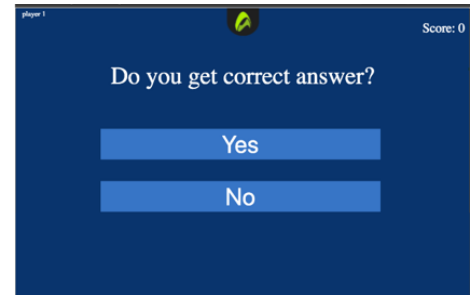 player 1
Score: 0
Do you get correct answer?
Yes
No